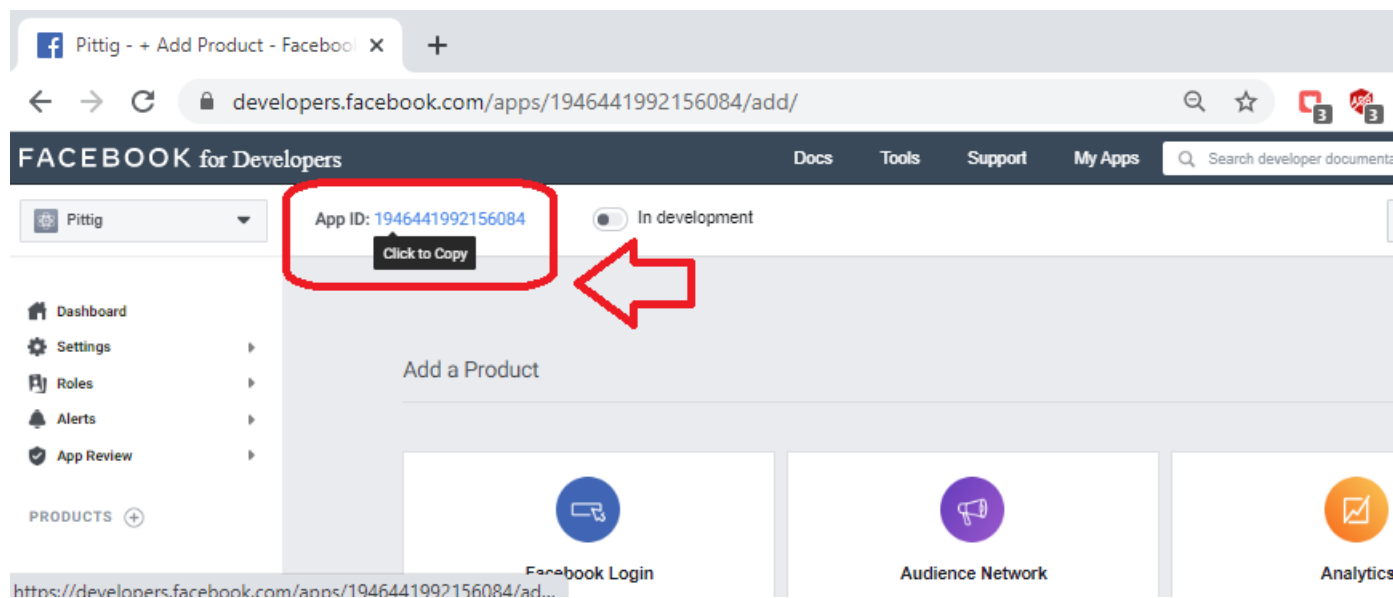 Pittig - + Add Product - Faceboo
developers.facebook.com/apps/1946441992156084/add/
3
3
FACEBOOK for Developers
Docs
Tools
Support
My Apps
Search developer documenta
Pittig
App ID: 1946441992156084
In development
Click to Copy
Dashboard
Settings
Roles
Alerts
App Review
Add a Product
PRODUCTS
Facebook Login
Audience Network
Analytics
https://developers.facebook.com/apps/1946441992156084/ad...